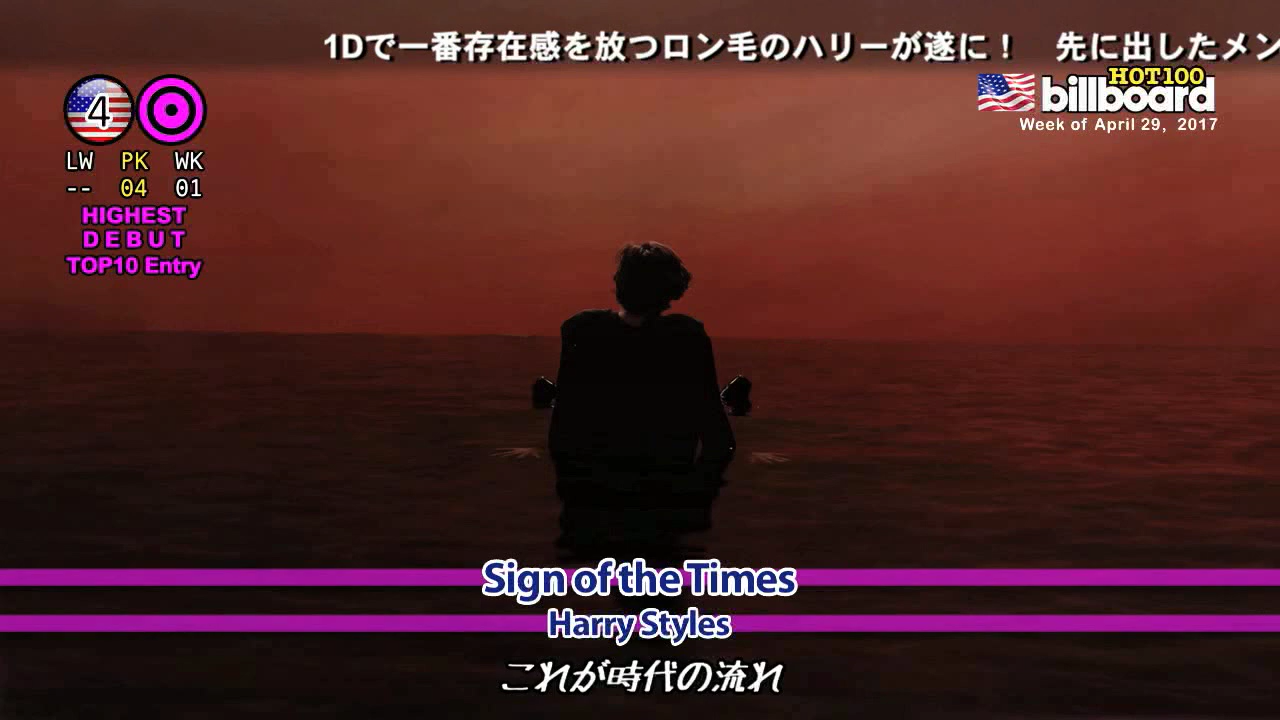 1Dで一番存在感を放つロン毛のハリーが遂に！　先に出したメン
4
HOT100
billboard
Week of April 29, 2017
LW PK WK
-- 04 01
HIGHEST
DEBUT
TOP10 Entry
Sign of the Times
Harry Styles
これが時代の流れ